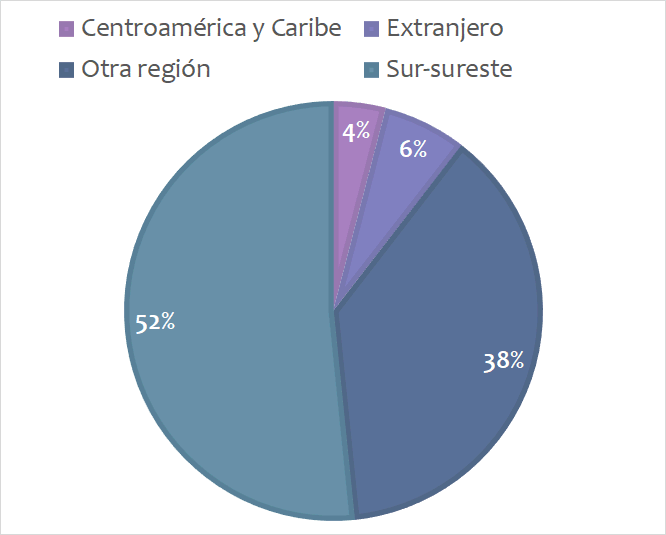 Centroamérica y Caribe Extranjero
Otra región Sur-sureste
4%
6%
52%
38%